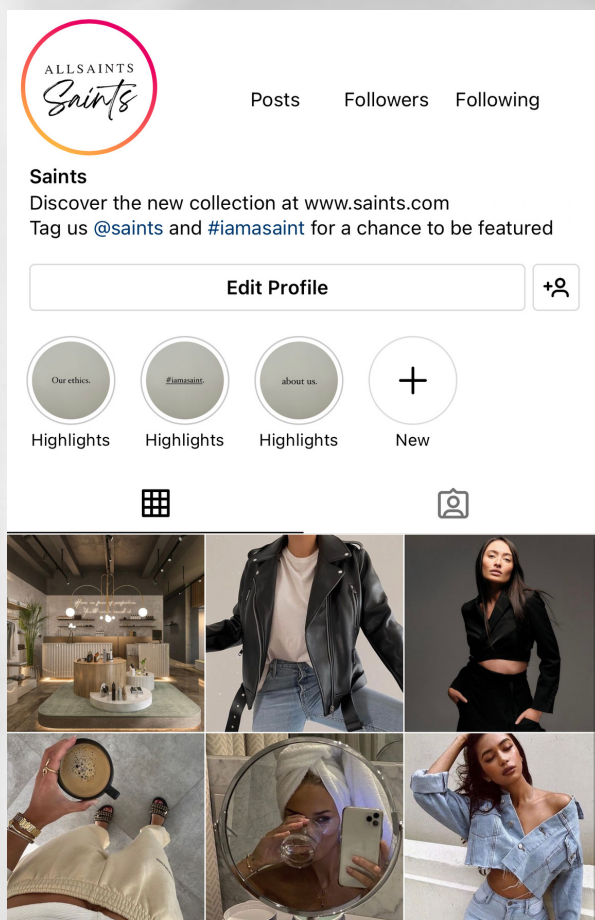 ALLSAINTS
Saints
Posts Followers Following
Saints
Discover the new collection at www.saints.com
Tag us @saints and #iamasaint for a chance to be featured
Edit Profile
Our ethics.
#iamasaint.
about us.
Highlights Highlights Highlights New